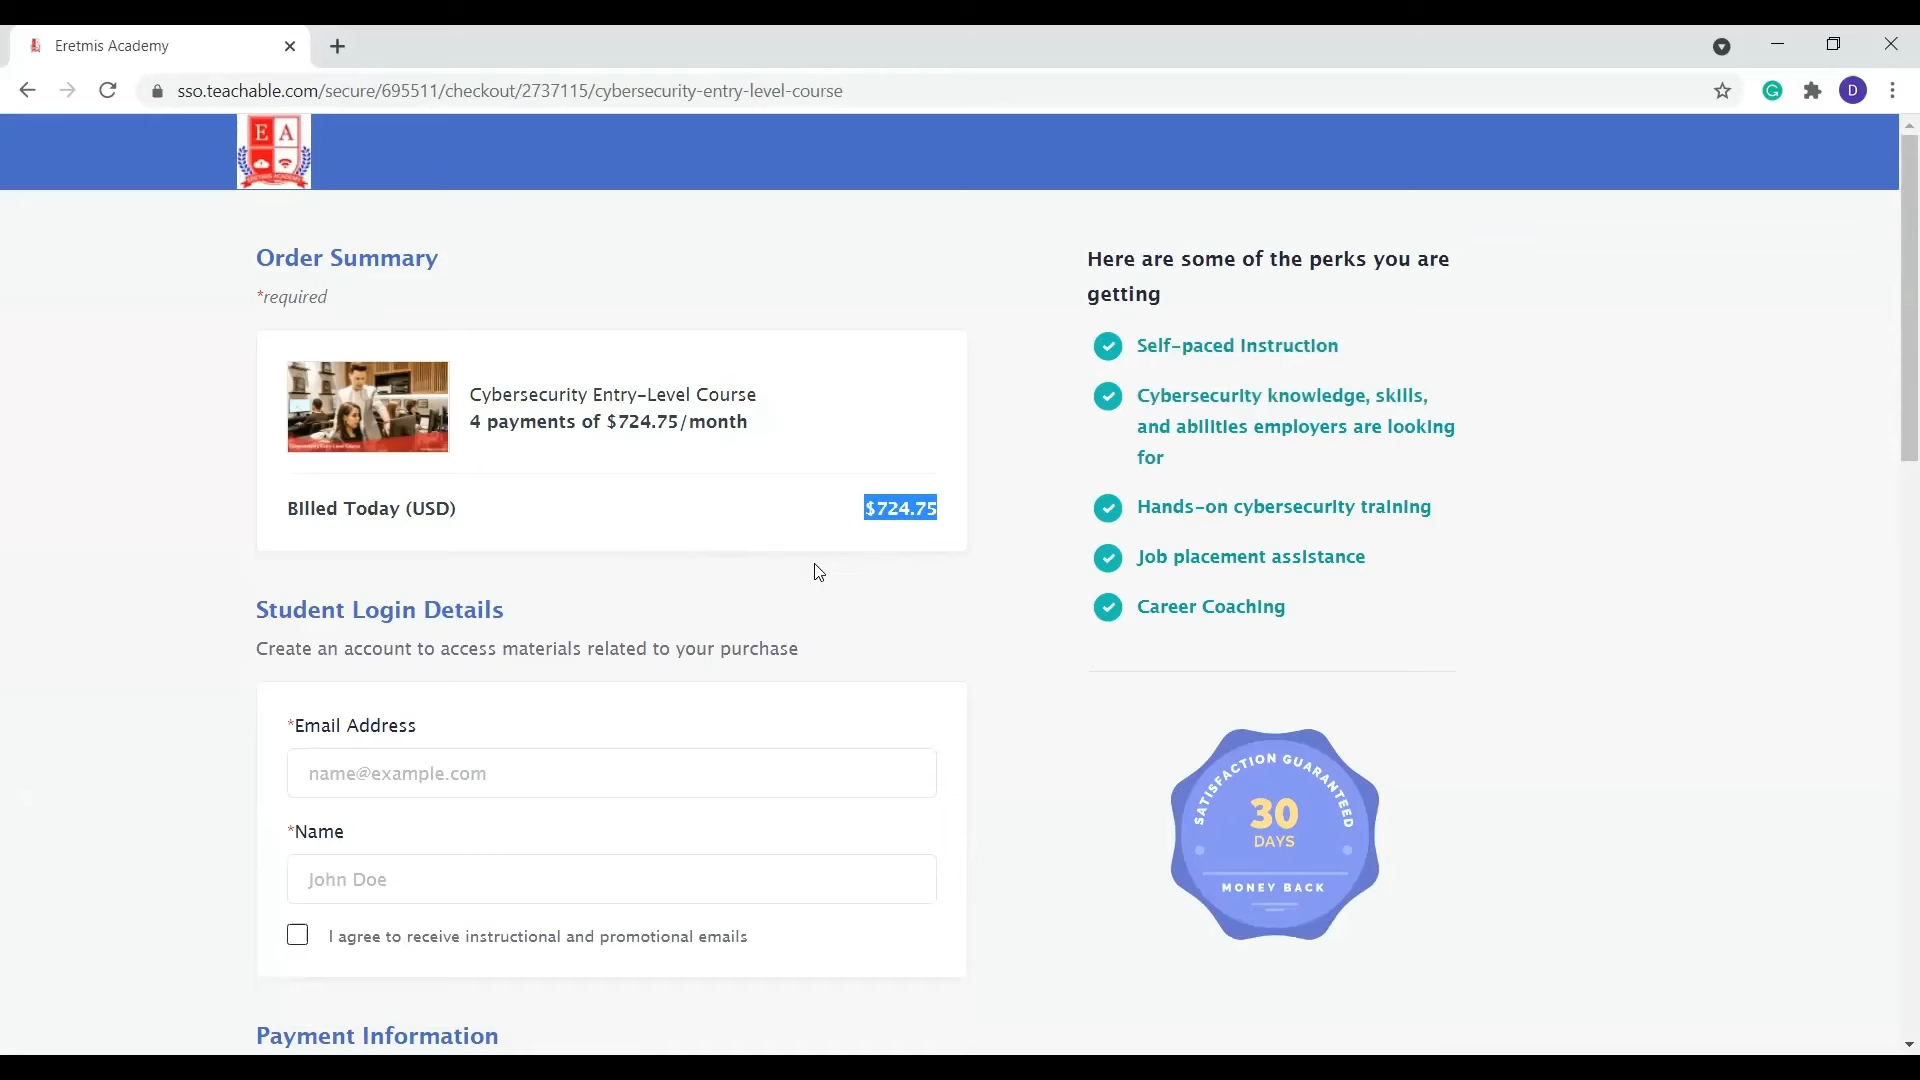 Eretmis Academy
sso.teachable.com/secure/695511/checkout/2737115/cybersecurity-entry-level-course
G
D
E A
ERETMIS ACADEMY
Order Summary
*required
Cybersecurity Entry-Level Course
4 payments of $724.75/month
Billed Today (USD)
$724.75
Student Login Details
Create an account to access materials related to your purchase
*Email Address
name@example.com
*Name
John Doe
I agree to receive instructional and promotional emails
Payment Information
Here are some of the perks you are
getting
Self-paced Instruction
Cybersecurity knowledge, skills,
and abilities employers are looking
for
Hands-on cybersecurity training
Job placement assistance
Career Coaching
SATISFACTION GUARANTEED
30
DAYS
MONEY BACK